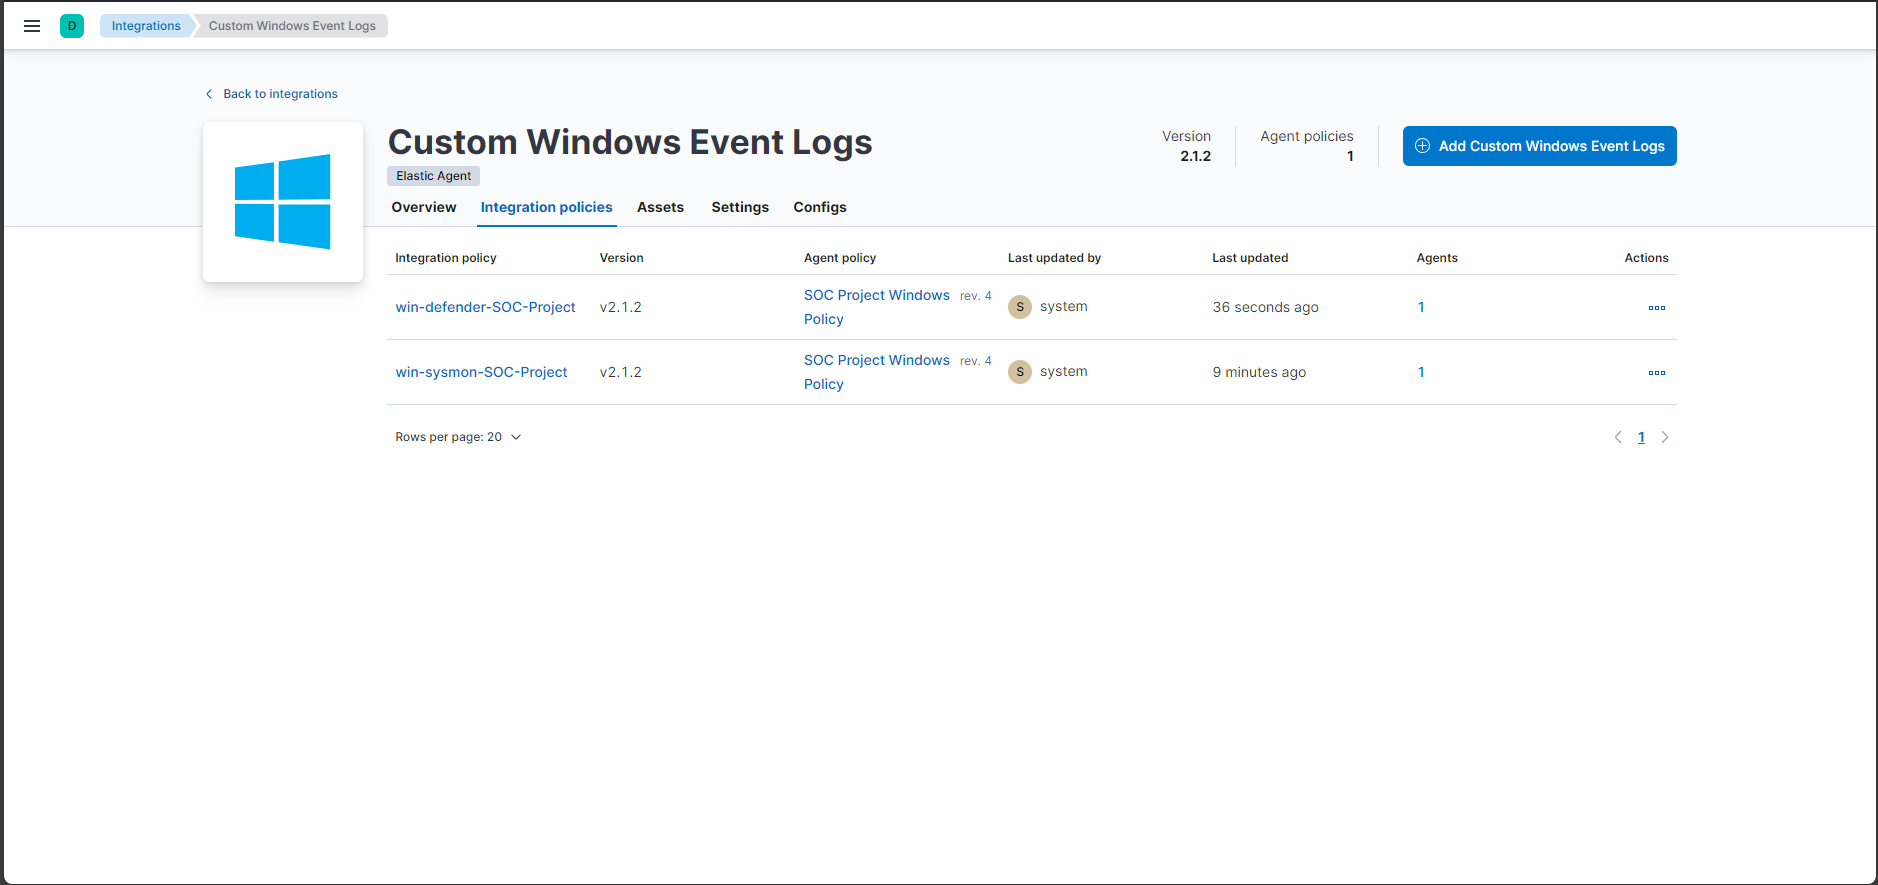 D Integrations Custom Windows Event Logs
Back to integrations
Custom Windows Event Logs
Elastic Agent
Version
2.1.2
Agent policies
1
Add Custom Windows Event Logs
Overview Integration policies Assets Settings Configs
Integration policy Version Agent policy Last updated by Last updated Agents Actions
win-defender-SOC-Project v2.1.2 SOC Project Windows Policy rev. 4 S system 36 seconds ago 1
win-sysmon-SOC-Project v2.1.2 SOC Project Windows Policy rev. 4 S system 9 minutes ago 1
Rows per page: 20 1